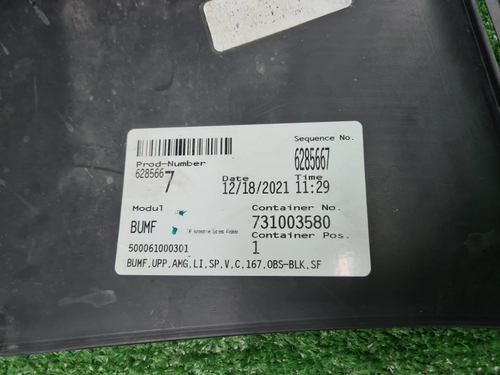 Sequence No.
6285667
Prod-Number
628566
7
Date Time
12/18/2021 11:29
Modul
Container No.
BUMF
731003580
Container Pos.
500061000301
1
BUMF,UPP,AMG,LI,SP,V,C,167,OBS-BLK,SF